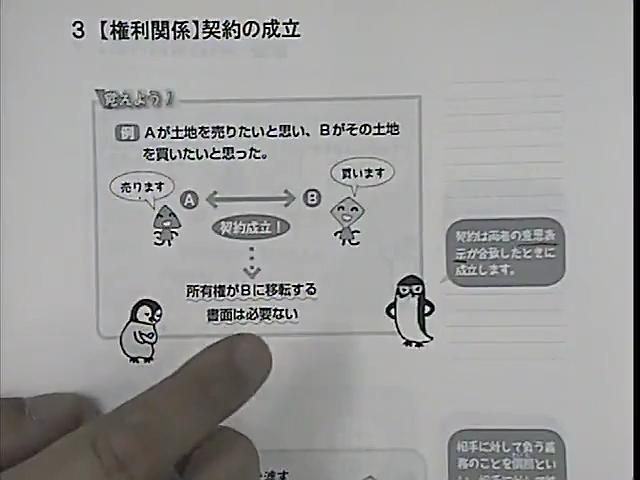 3【権利関係】契約の成立
覚えよう！
例 Aが土地を売りたいと思い、Bがその土地
を買いたいと思った。
売ります
買います
A
B
契約成立！
所有権がBに移転する
書面は必要ない
契約は両者の意思表
示が合致したときに
成立します。
相手に対して負う義
務のことを債務とい
渡す